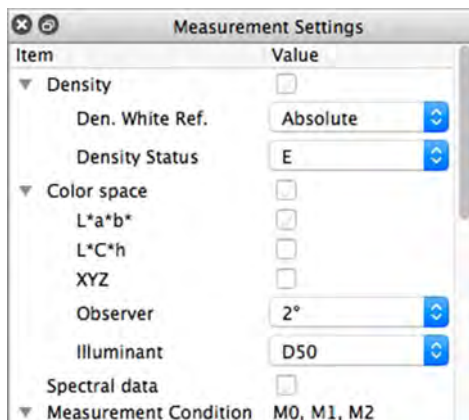 Measurement Settings
Item Value
Density
Den. White Ref. Absolute
Density Status E
Color space
L*a*b*
L*C*h
XYZ
Observer 2°
Illuminant D50
Spectral data
Measurement Condition M0, M1, M2